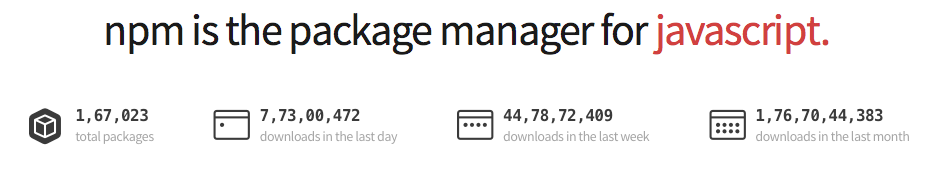 npm is the package manager for javascript.
1,67,023
total packages
7,73,00,472
downloads in the last day
44,78,72,409
downloads in the last week
1,76,70,44,383
downloads in the last month